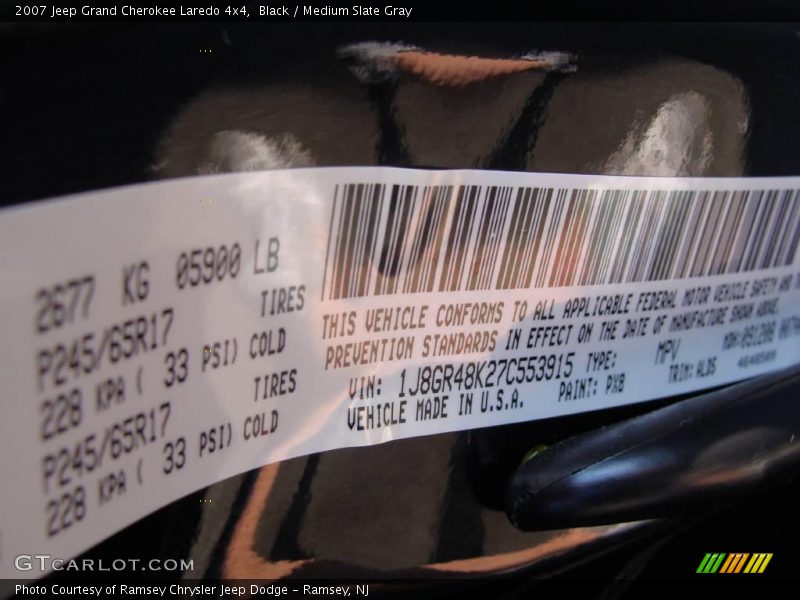 2007 Jeep Grand Cherokee Laredo 4x4, Black / Medium Slate Gray
2677 KG 05900 LB
TIRES
P245/65R17
228 KPA ( 33 PSI) COLD
TIRES
P245/65R17
228 KPA ( 33 PSI) COLD
THIS VEHICLE CONFORMS TO ALL APPLICABLE FEDERAL MOTOR VEHICLE SAFETY AND
PREVENTION STANDARDS IN EFFECT ON THE DATE OF MANUFACTURE SHOWN ABOVE.
VIN: 1J8GR48K27C553915 TYPE: MPV
VEHICLE MADE IN U.S.A. PAINT: PX8 TRIM: ALD5
GTCARLOT.COM
Photo Courtesy of Ramsey Chrysler Jeep Dodge – Ramsey, NJ